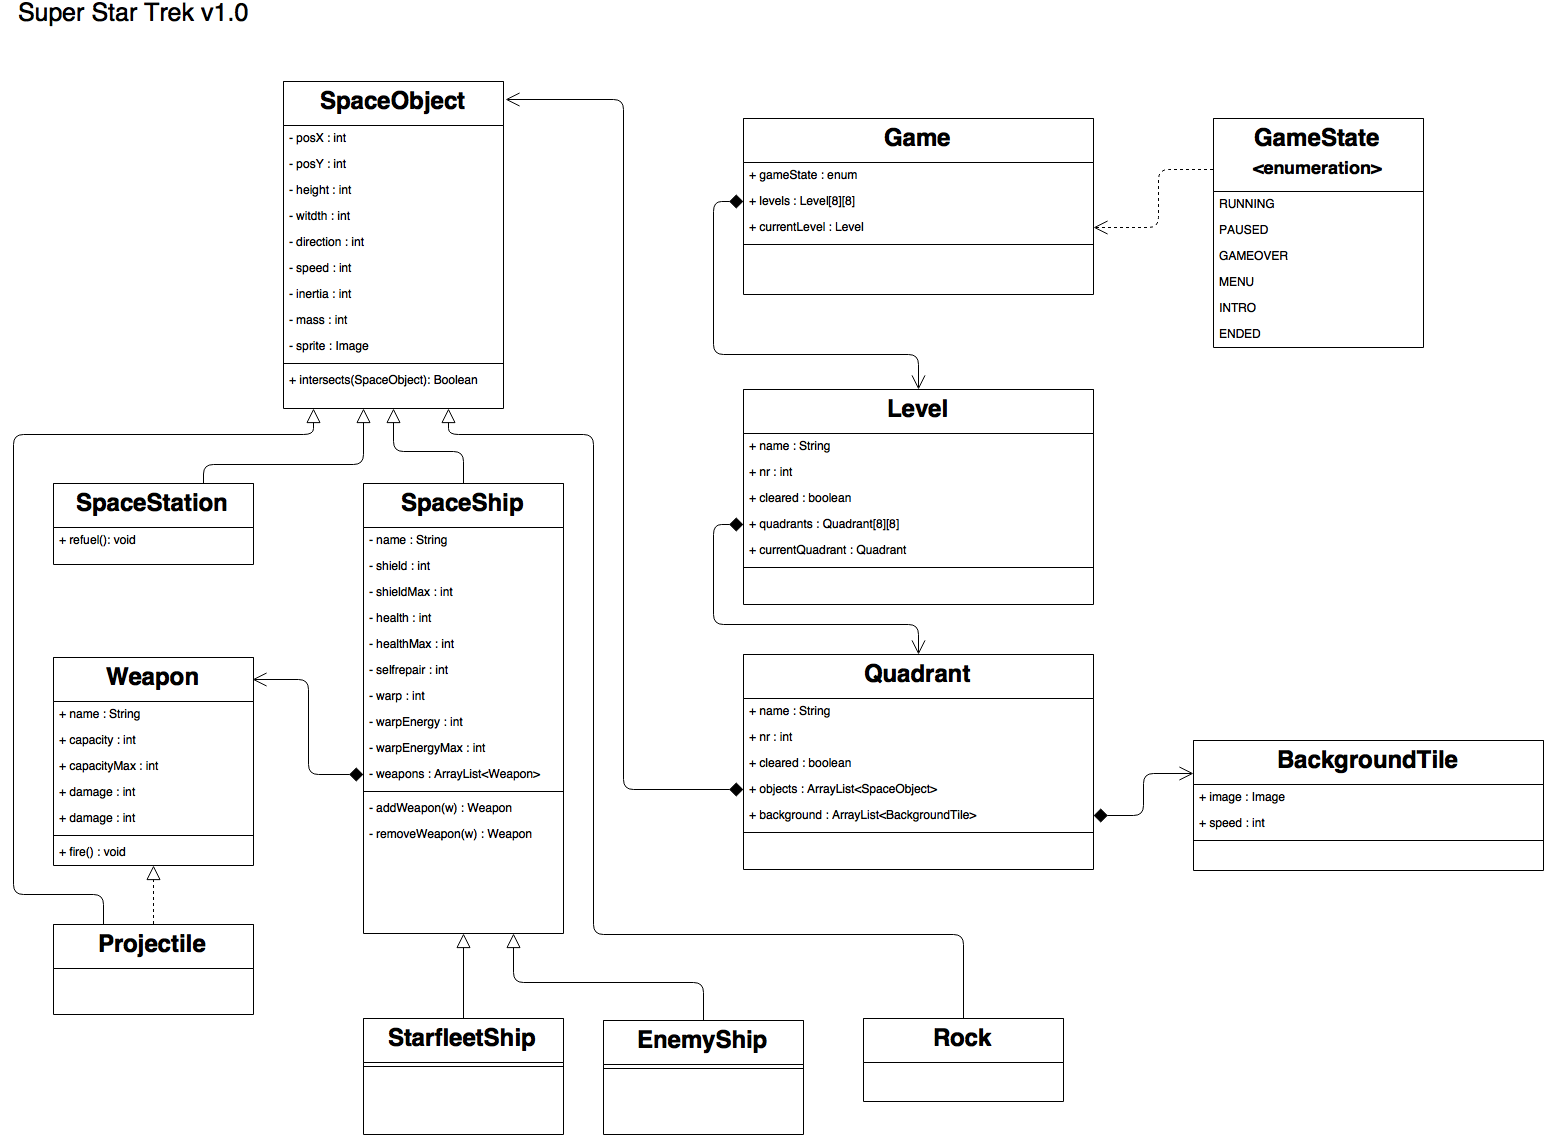 Super Star Trek v1.0
SpaceObject
- posX : int
- posY : int
- height : int
- witdth : int
- direction : int
- speed : int
- inertia : int
- mass : int
- sprite : Image
+ intersects(SpaceObject): Boolean
Game
+ gameState : enum
+ levels : Level[8][8]
+ currentLevel : Level
GameState
<enumeration>
RUNNING
PAUSED
GAMEOVER
MENU
INTRO
ENDED
Level
+ name : String
+ nr : int
+ cleared : boolean
+ quadrants : Quadrant[8][8]
+ currentQuadrant : Quadrant
SpaceStation
+ refuel(): void
SpaceShip
- name : String
- shield : int
- shieldMax : int
- health : int
- healthMax : int
- selfrepair : int
- warp : int
- warpEnergy : int
- warpEnergyMax : int
- weapons : ArrayList<Weapon>
- addWeapon(w) : Weapon
- removeWeapon(w) : Weapon
Weapon
+ name : String
+ capacity : int
+ capacityMax : int
+ damage : int
+ damage : int
+ fire() : void
Quadrant
+ name : String
+ nr : int
+ cleared : boolean
+ objects : ArrayList<SpaceObject>
+ background : ArrayList<BackgroundTile>
BackgroundTile
+ image : Image
+ speed : int
Projectile
StarfleetShip
EnemyShip
Rock